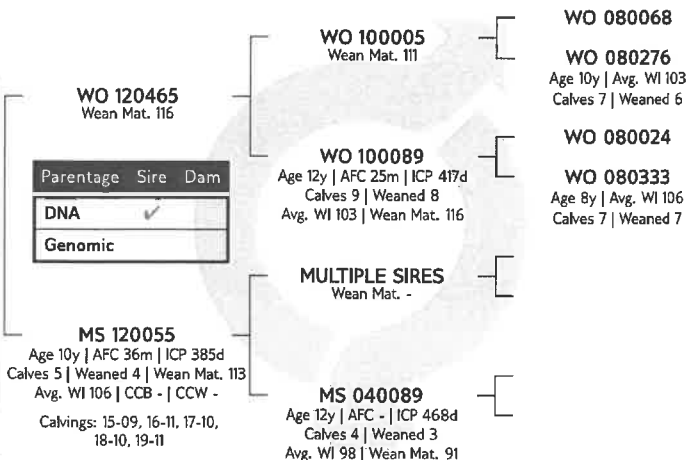 WO 080068
WO 100005
Wean Mat. 111
WO 080276
Age 10y | Avg. WI 103
Calves 7 | Weaned 6
WO 120465
Wean Mat. 116
WO 080024
WO 100089
Age 12y | AFC 25m | ICP 417d
Calves 9 | Weaned 8
Avg. WI 103 | Wean Mat. 116
WO 080333
Age 8y | Avg. WI 106
Calves 7 | Weaned 7
Parentage Sire Dam
DNA ✓
Genomic
MULTIPLE SIRES
Wean Mat. -
MS 120055
Age 10y | AFC 36m | ICP 385d
Calves 5 | Weaned 4 | Wean Mat. 113
Avg. WI 106 | CCB - | CCW -
Calvings: 15-09, 16-11, 17-10,
18-10, 19-11
MS 040089
Age 12y | AFC - | ICP 468d
Calves 4 | Weaned 3
Avg. WI 98 | Wean Mat. 91